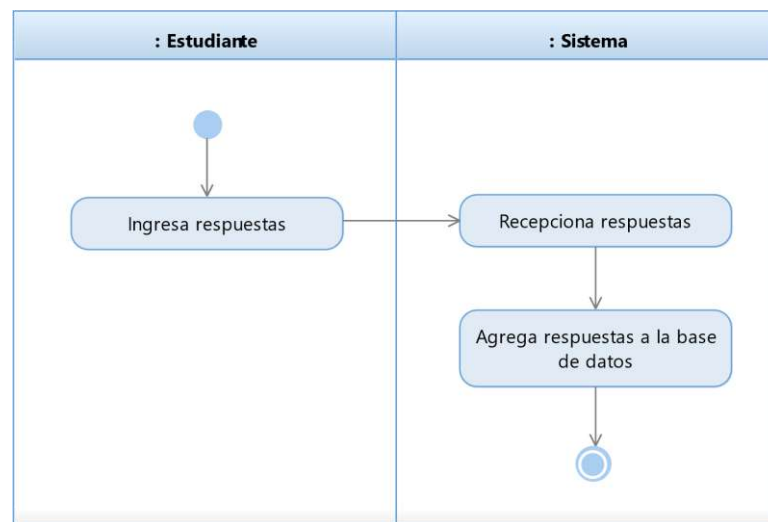 : Estudiante
: Sistema
Ingresa respuestas
Recepciona respuestas
Agrega respuestas a la base
de datos